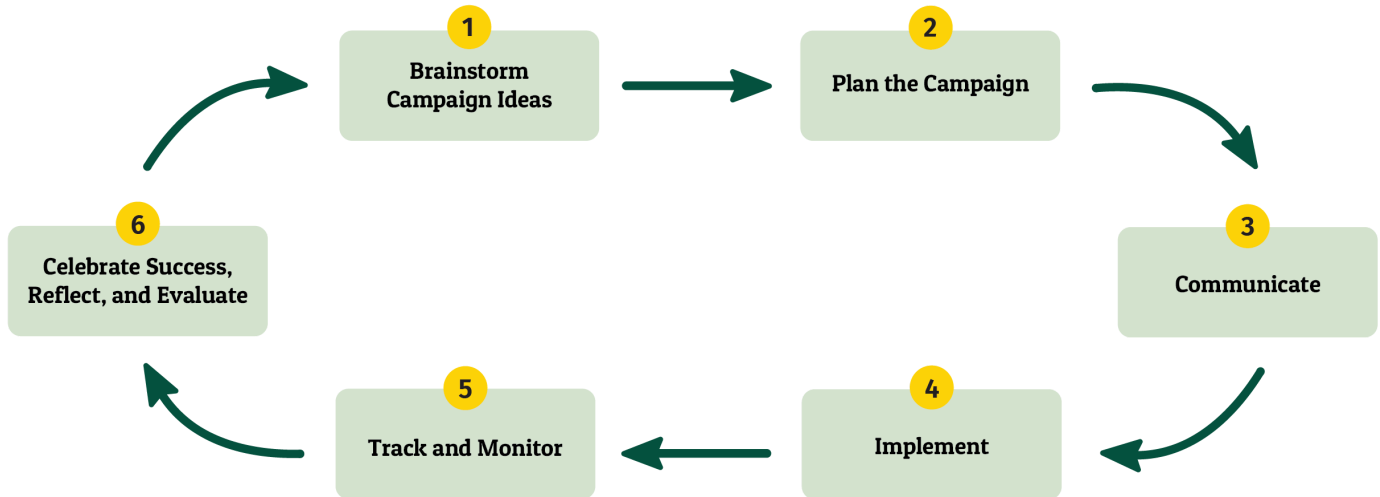 1
Brainstorm
Campaign Ideas
2
Plan the Campaign
3
Communicate
4
Implement
5
Track and Monitor
6
Celebrate Success,
Reflect, and Evaluate